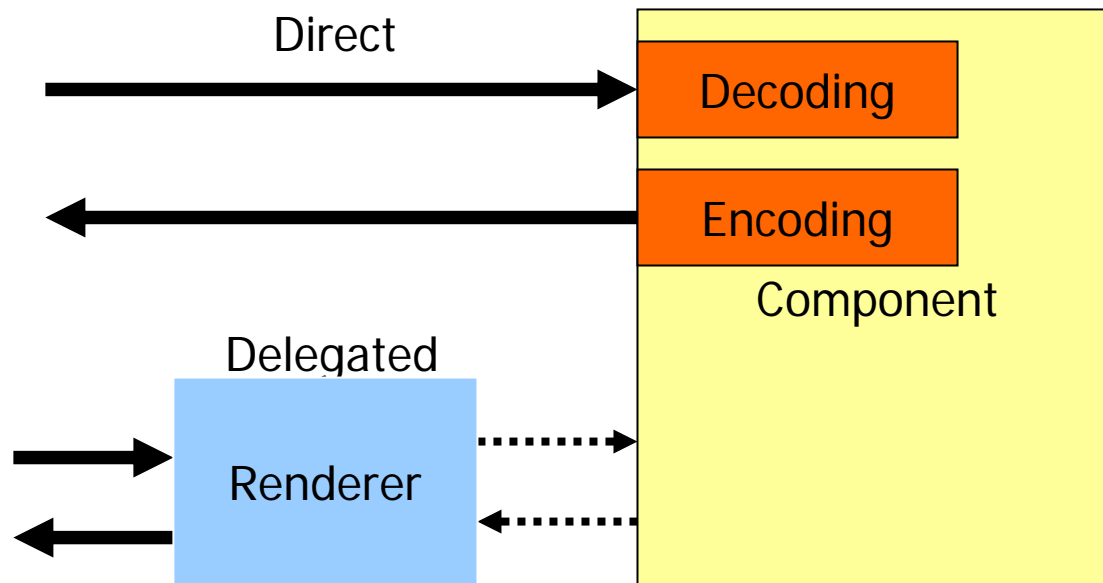 Direct
Decoding
Encoding
Component
Delegated
Renderer